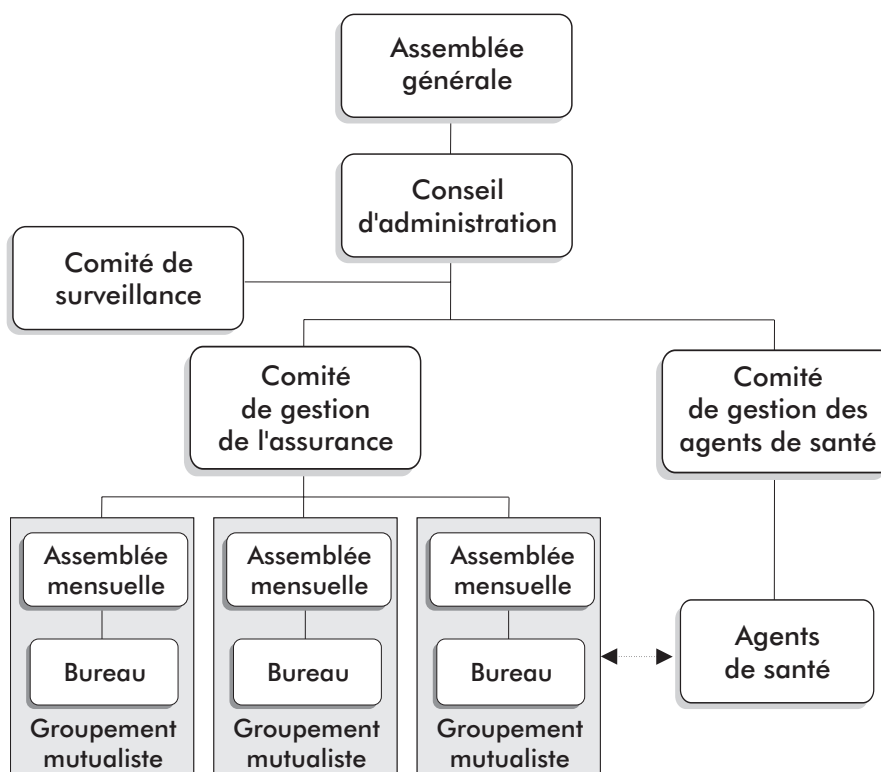 Assemblée
générale
Conseil
d'administration
Comité de
surveillance
Comité
de gestion
de l'assurance
Comité
de gestion des
agents de santé
Assemblée
mensuelle
Bureau
Groupement
mutualiste
Assemblée
mensuelle
Bureau
Groupement
mutualiste
Assemblée
mensuelle
Bureau
Groupement
mutualiste
Agents
de santé